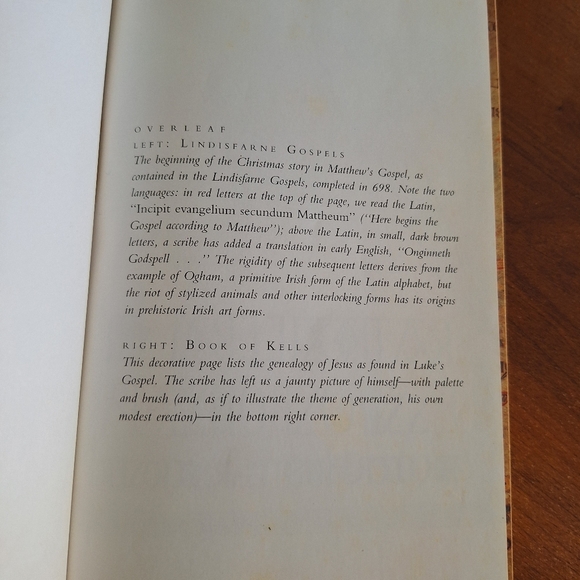 OVERLEAF
LEFT: LINDISFARNE GOSPELS
The beginning of the Christmas story in Matthew's Gospel, as
contained in the Lindisfarne Gospels, completed in 698. Note the two
languages: in red letters at the top of the page, we read the Latin,
"Incipit evangelium secundum Mattheum" ("Here begins the
Gospel according to Matthew"); above the Latin, in small, dark brown
letters, a scribe has added a translation in early English, "Onginneth
Godspell . . ." The rigidity of the subsequent letters derives from the
example of Ogham, a primitive Irish form of the Latin alphabet, but
the riot of stylized animals and other interlocking forms has its origins
in prehistoric Irish art forms.
RIGHT: BOOK OF KELLS
This decorative page lists the genealogy of Jesus as found in Luke's
Gospel. The scribe has left us a jaunty picture of himself—with palette
and brush (and, as if to illustrate the theme of generation, his own
modest erection)—in the bottom right corner.